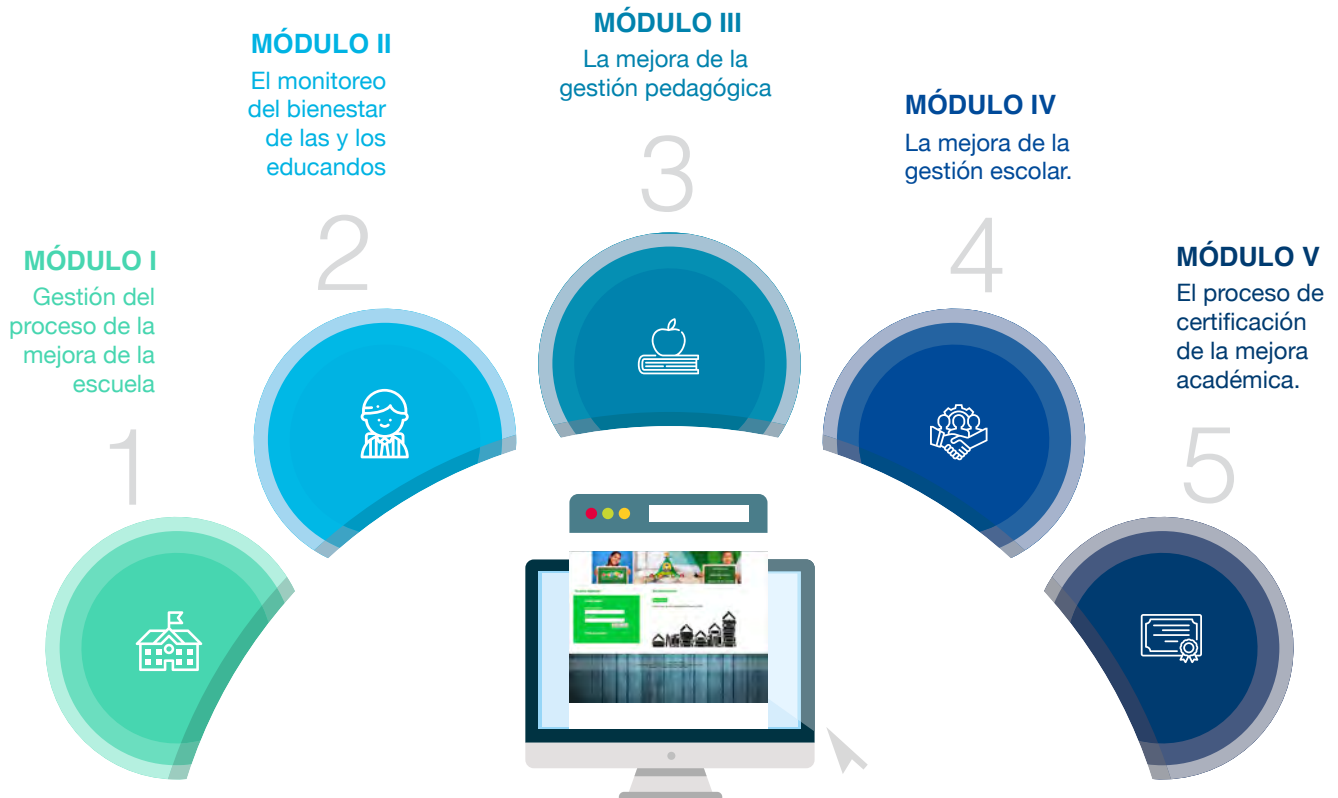 MÓDULO I
Gestión del
proceso de la
mejora de la
escuela
1
MÓDULO II
El monitoreo
del bienestar
de las y los
educandos
2
MÓDULO III
La mejora de la
gestión pedagógica
3
MÓDULO IV
La mejora de la
gestión escolar.
4
MÓDULO V
El proceso de
certificación
de la mejora
académica.
5